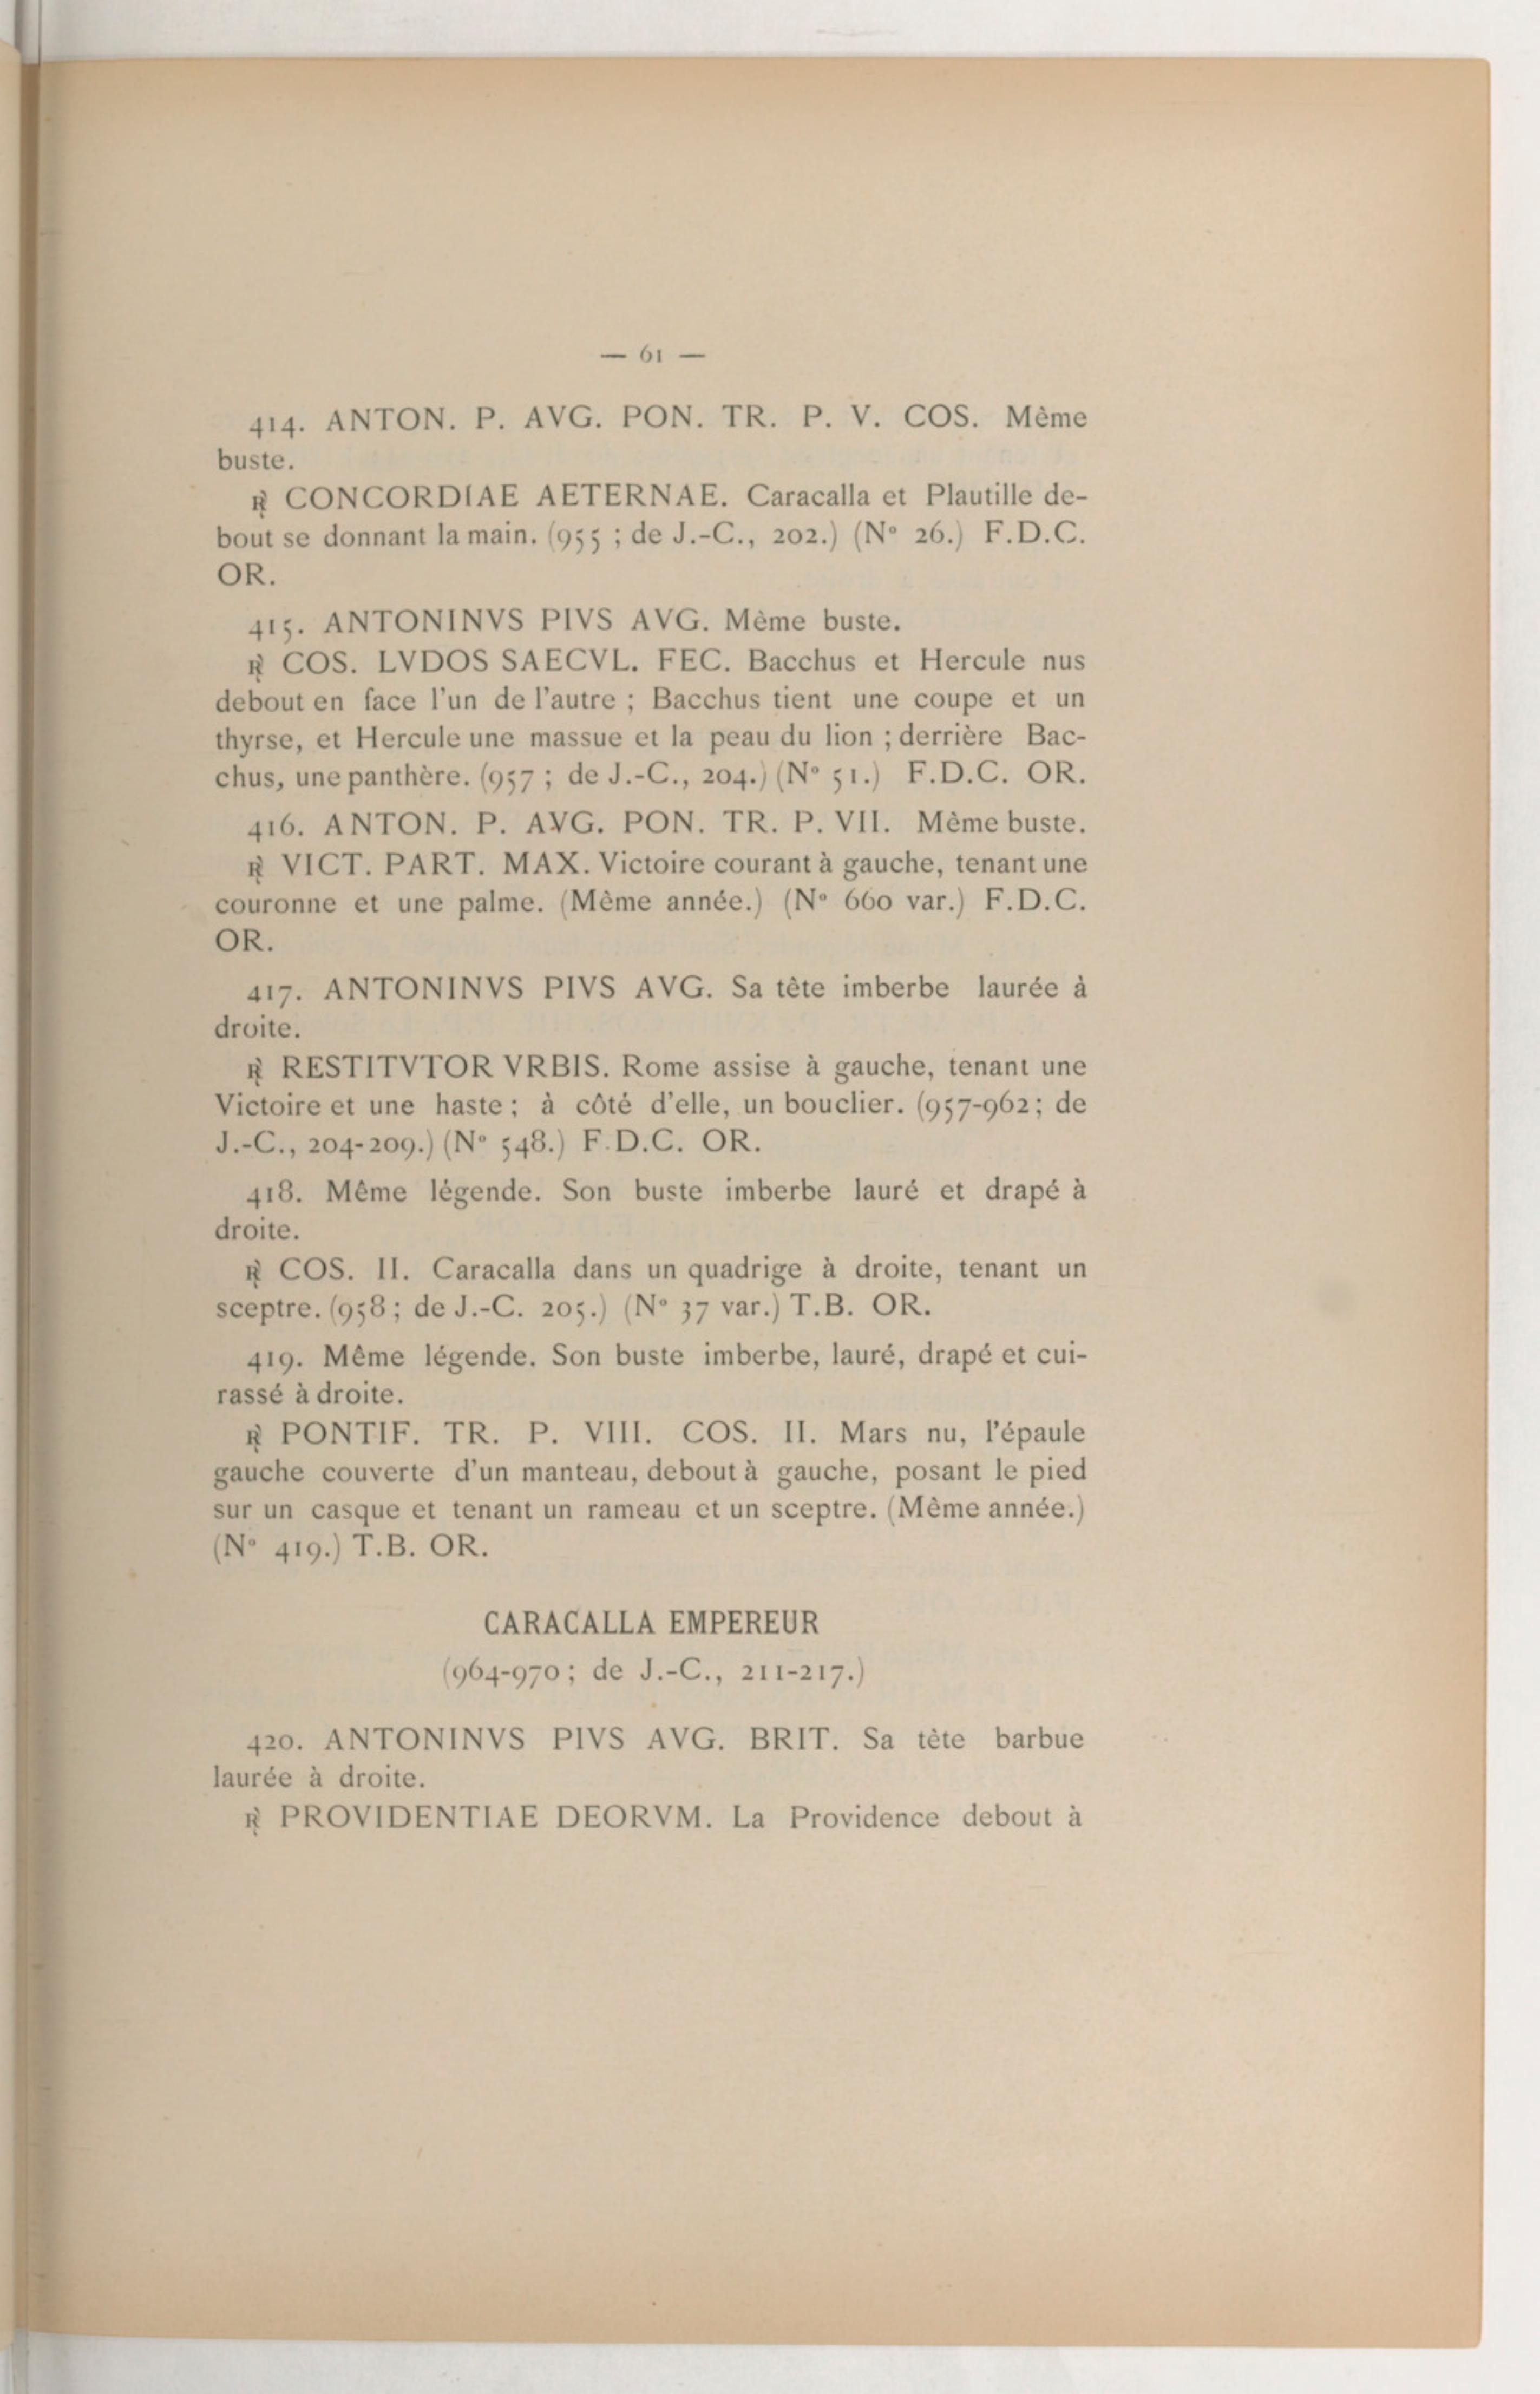 — 61 —
414. ANTON. P. AVG. PON. TR. P. V. COS. Même
buste.
℟ CONCORDIAE AETERNAE. Caracalla et Plautille de-
bout se donnant la main. (955 ; de J.-C., 202.) (N° 26.) F.D.C.
OR.
415. ANTONINVS PIVS AVG. Même buste.
℟ COS. LVDOS SAECVL. FEC. Bacchus et Hercule nus
debout en face l'un de l'autre ; Bacchus tient une coupe et un
thyrse, et Hercule une massue et la peau du lion ; derrière Bac-
chus, une panthère. (957 ; de J.-C., 204.) (N° 51.) F.D.C. OR.
416. ANTON. P. AVG. PON. TR. P. VII. Même buste.
℟ VICT. PART. MAX. Victoire courant à gauche, tenant une
couronne et une palme. (Même année.) (N° 660 var.) F.D.C.
OR.
417. ANTONINVS PIVS AVG. Sa tête imberbe laurée à
droite.
℟ RESTITVTOR VRBIS. Rome assise à gauche, tenant une
Victoire et une haste ; à côté d'elle, un bouclier. (957-962 ; de
J.-C., 204-209.) (N° 548.) F.D.C. OR.
418. Même légende. Son buste imberbe lauré et drapé à
droite.
℟ COS. II. Caracalla dans un quadrige à droite, tenant un
sceptre. (958 ; de J.-C. 205.) (N° 37 var.) T.B. OR.
419. Même légende. Son buste imberbe, lauré, drapé et cui-
rassé à droite.
℟ PONTIF. TR. P. VIII. COS. II. Mars nu, l'épaule
gauche couverte d'un manteau, debout à gauche, posant le pied
sur un casque et tenant un rameau et un sceptre. (Même année.)
(N° 419.) T.B. OR.
CARACALLA EMPEREUR
(964-970 ; de J.-C., 211-217.)
420. ANTONINVS PIVS AVG. BRIT. Sa tête barbue
laurée à droite.
℟ PROVIDENTIAE DEORVM. La Providence debout à